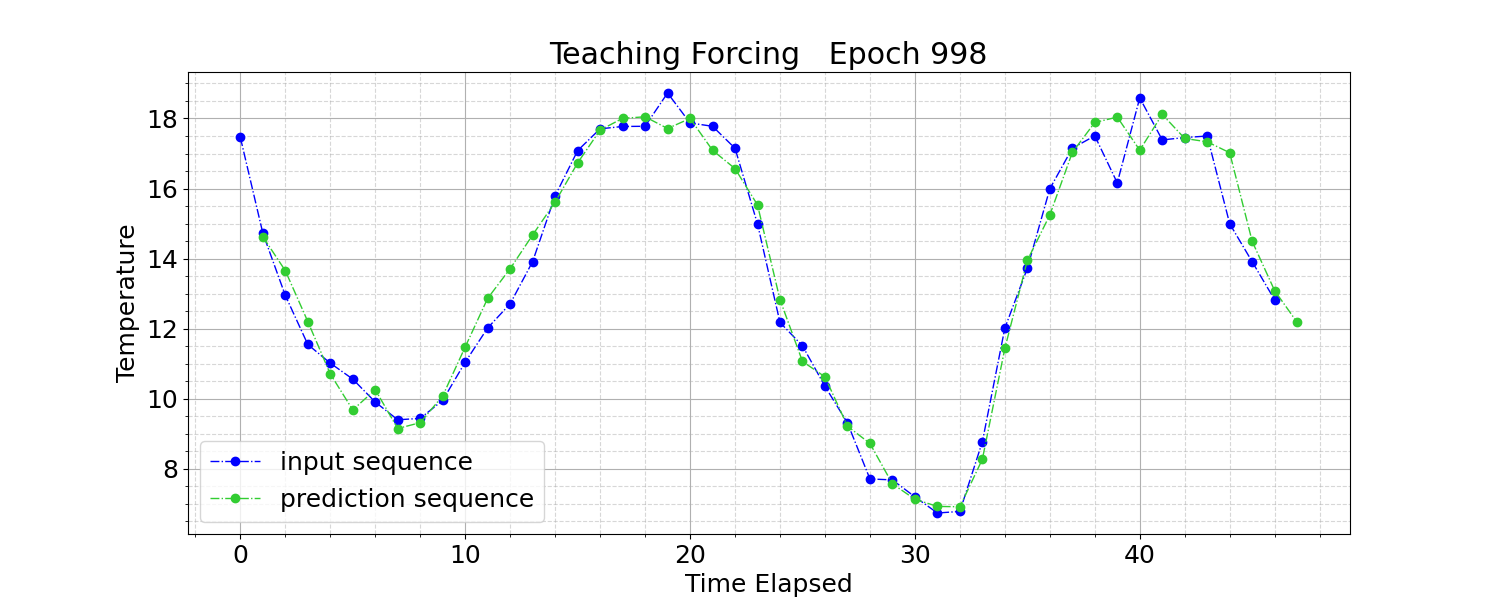 Teaching Forcing   Epoch 998
Temperature
18
16
14
12
10
8
input sequence
prediction sequence
0 10 20 30 40
Time Elapsed